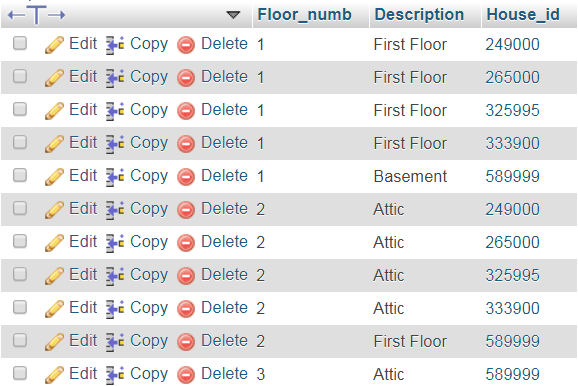 Floor_numb Description House_id
Edit Copy Delete 1 First Floor 249000
Edit Copy Delete 1 First Floor 265000
Edit Copy Delete 1 First Floor 325995
Edit Copy Delete 1 First Floor 333900
Edit Copy Delete 1 Basement 589999
Edit Copy Delete 2 Attic 249000
Edit Copy Delete 2 Attic 265000
Edit Copy Delete 2 Attic 325995
Edit Copy Delete 2 Attic 333900
Edit Copy Delete 2 First Floor 589999
Edit Copy Delete 3 Attic 589999